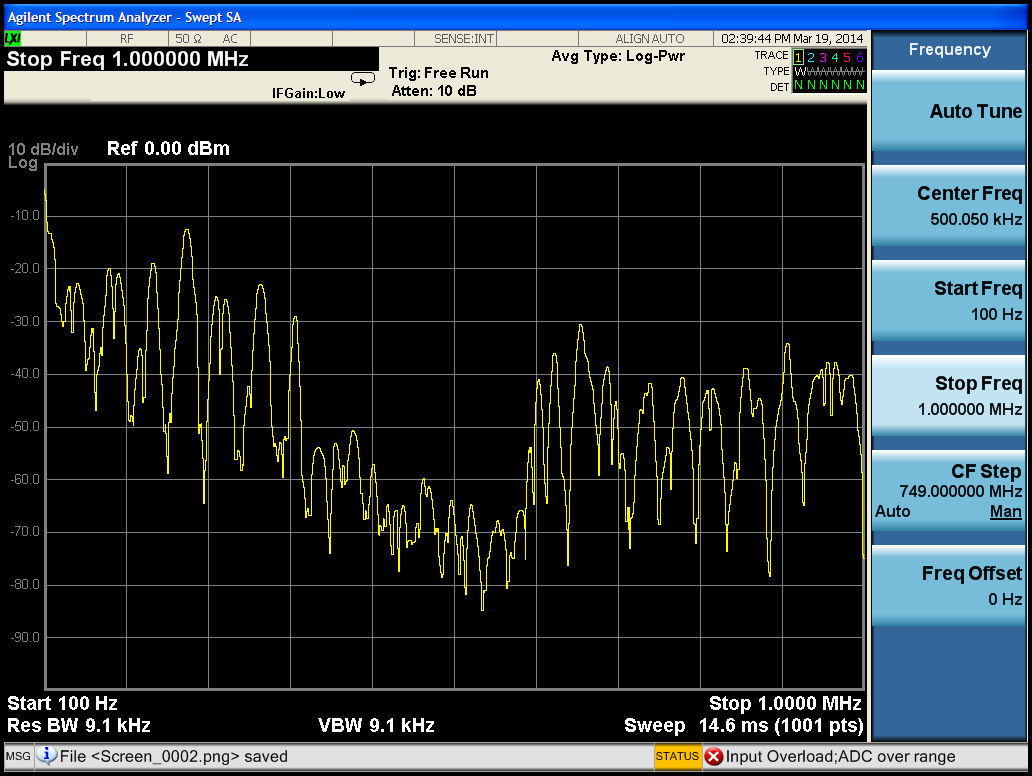 Agilent Spectrum Analyzer - Swept SA
LXI RF 50 Ω AC SENSE:INT ALIGN AUTO 02:39:44 PM Mar 19, 2014
Frequency
Stop Freq 1.000000 MHz
Avg Type: Log-Pwr
TRACE 1 2 3 4 5 6
Trig: Free Run
TYPE WWWWWW
IFGain:Low
Atten: 10 dB
DET N N N N N N
Auto Tune
10 dB/div Ref 0.00 dBm
Log
Center Freq
500.050 kHz
-10.0
-20.0
Start Freq
100 Hz
-30.0
-40.0
Stop Freq
1.000000 MHz
-50.0
CF Step
-60.0
749.000000 MHz
Auto Man
-70.0
Freq Offset
-80.0
0 Hz
-90.0
Start 100 Hz Stop 1.0000 MHz
Res BW 9.1 kHz VBW 9.1 kHz Sweep 14.6 ms (1001 pts)
MSG File <Screen_0002.png> saved STATUS Input Overload;ADC over range